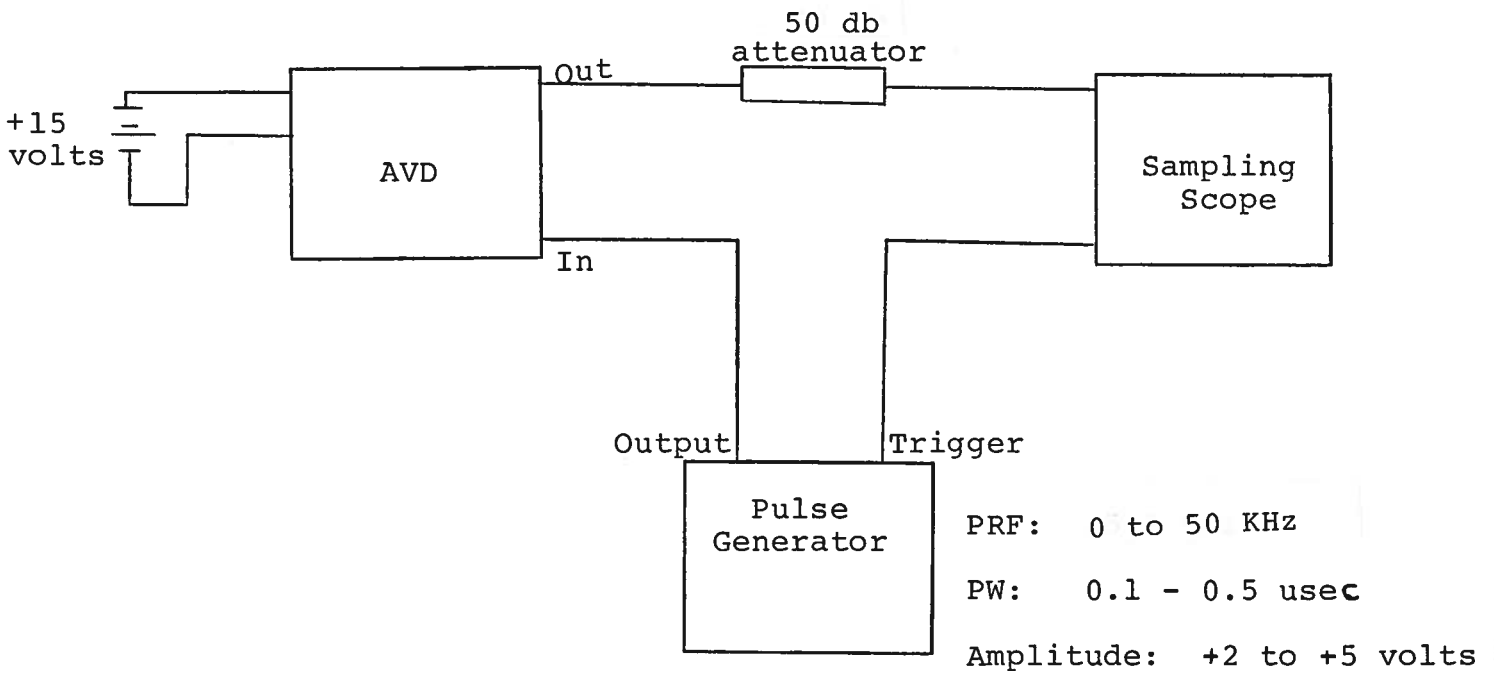 50 db
attenuator
Out
+15
volts
AVD
Sampling
Scope
In
Output
Trigger
Pulse
Generator
PRF: 0 to 50 KHz
PW: 0.1 - 0.5 usec
Amplitude: +2 to +5 volts